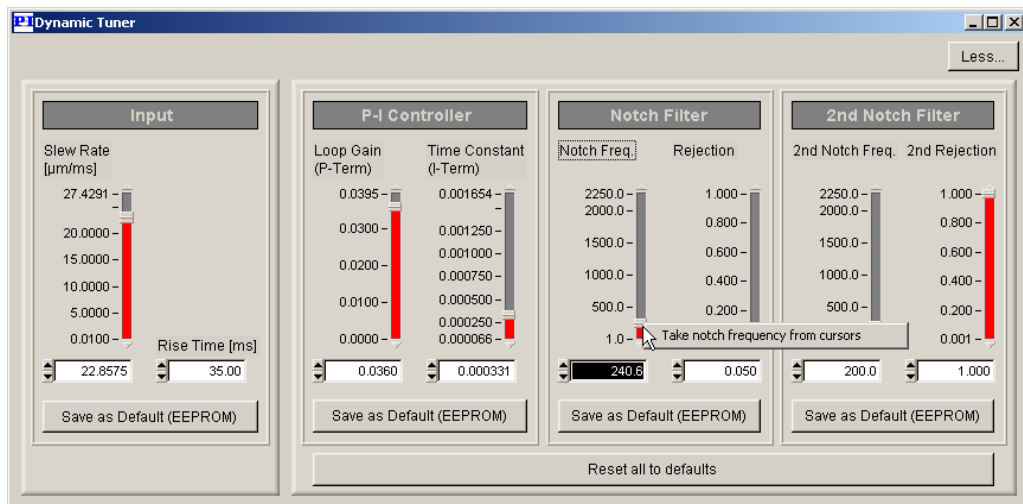 PI Dynamic Tuner
Less...
Input
Slew Rate
[µm/ms]
27.4291
20.0000
15.0000
10.0000
5.0000
0.0100
Rise Time [ms]
22.8575
35.00
Save as Default (EEPROM)
P-I Controller
Loop Gain
(P-Term)
0.0395
0.0300
0.0200
0.0100
0.0000
0.0360
Time Constant
(I-Term)
0.001654
0.001250
0.001000
0.000750
0.000500
0.000250
0.000066
0.000331
Save as Default (EEPROM)
Notch Filter
Notch Freq.
2250.0
2000.0
1500.0
1000.0
500.0
1.0
240.6
Rejection
1.000
0.800
0.600
0.400
0.200
0.050
Take notch frequency from cursors
Save as Default (EEPROM)
2nd Notch Filter
2nd Notch Freq.
2250.0
2000.0
1500.0
1000.0
500.0
200.0
2nd Rejection
1.000
0.800
0.600
0.400
0.200
0.001
1.000
Save as Default (EEPROM)
Reset all to defaults